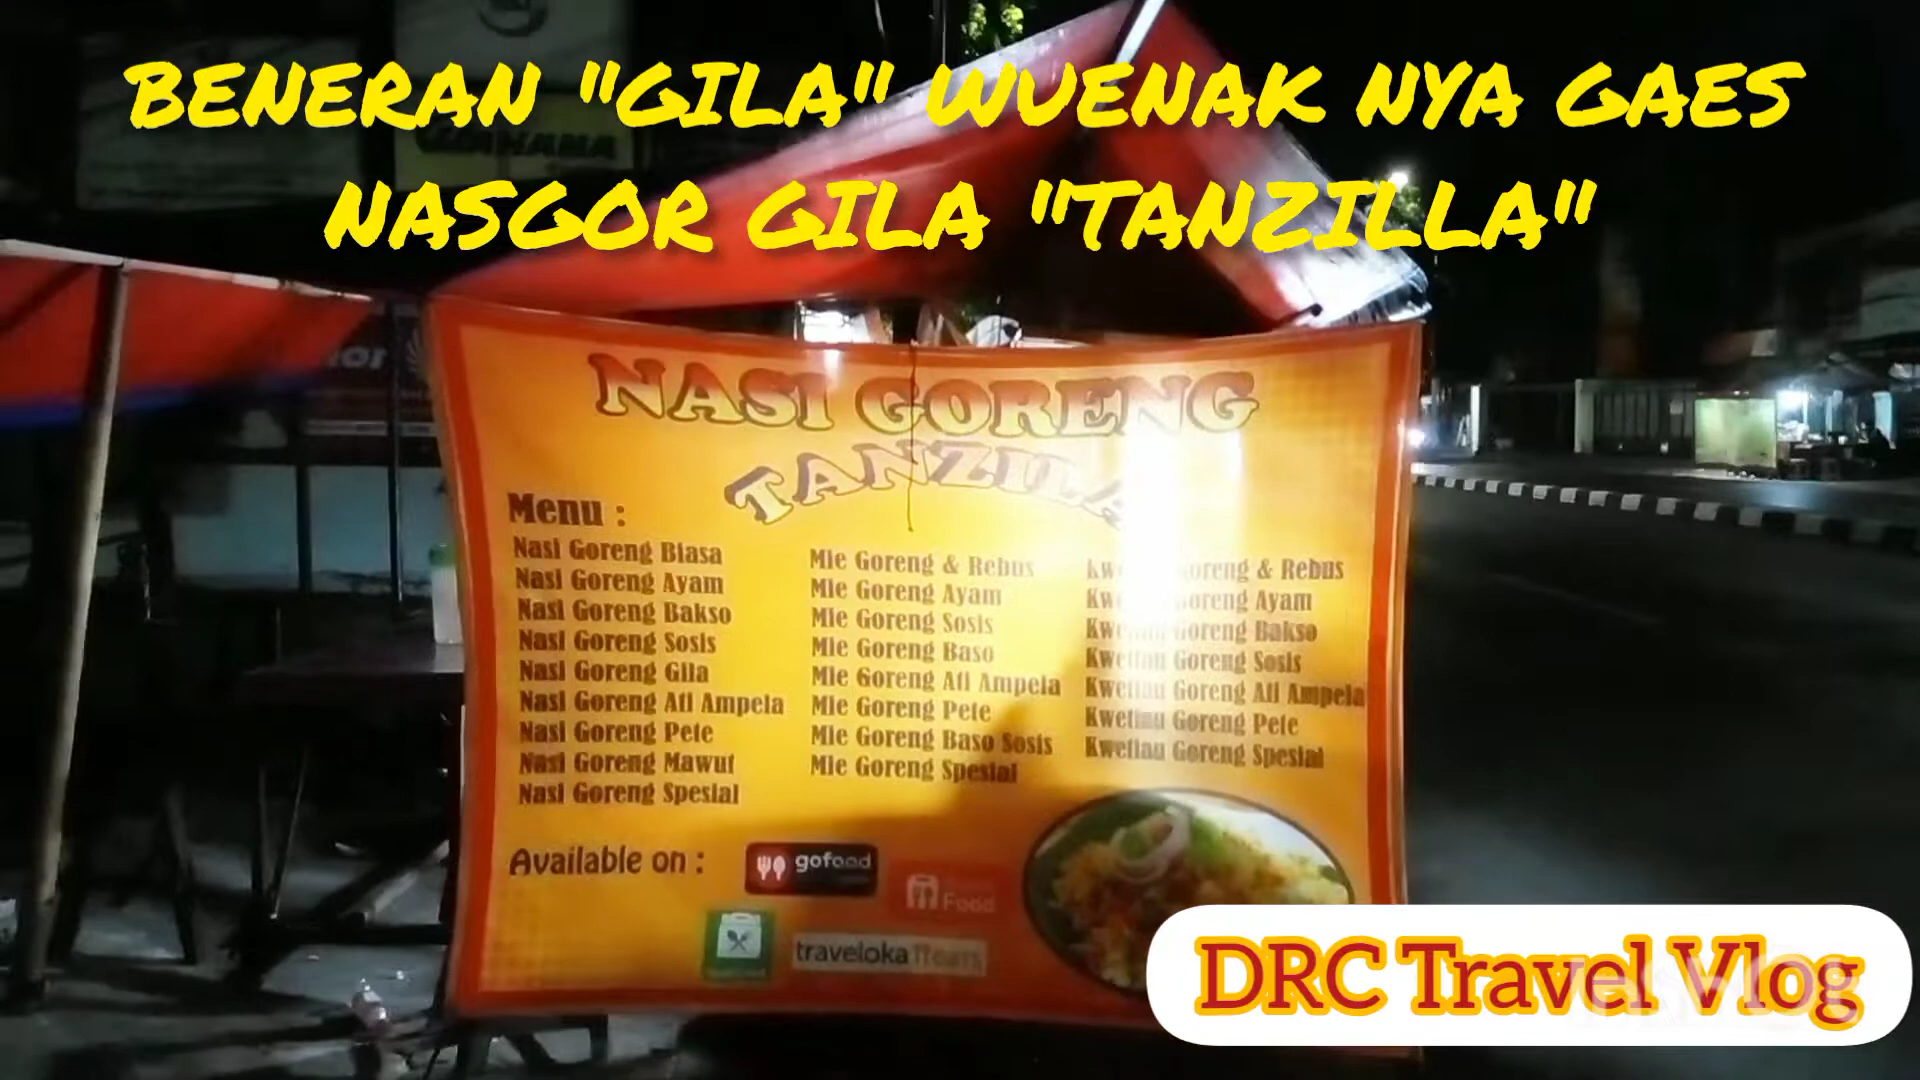 BENERAN "GILA" WUENAK NYA GAES
NASGOR GILA "TANZILLA"
NASI GORENG
TANZILA
Menu :
Nasi Goreng Biasa
Nasi Goreng Ayam
Nasi Goreng Bakso
Nasi Goreng Sosis
Nasi Goreng Gila
Nasi Goreng Ati Ampela
Nasi Goreng Pete
Nasi Goreng Mawut
Nasi Goreng Spesial
Mie Goreng & Rebus
Mie Goreng Ayam
Mie Goreng Sosis
Mie Goreng Baso
Mie Goreng Ati Ampela
Mie Goreng Pete
Mie Goreng Baso Sosis
Mie Goreng Spesial
Goreng & Rebus
Goreng Ayam
Goreng Bakso
Kwetiau Goreng Sosis
Kwetiau Goreng Ati Ampela
Kwetiau Goreng Pete
Kwetiau Goreng Spesial
Available on :
gofood
Food
traveloka eats
DRC Travel Vlog